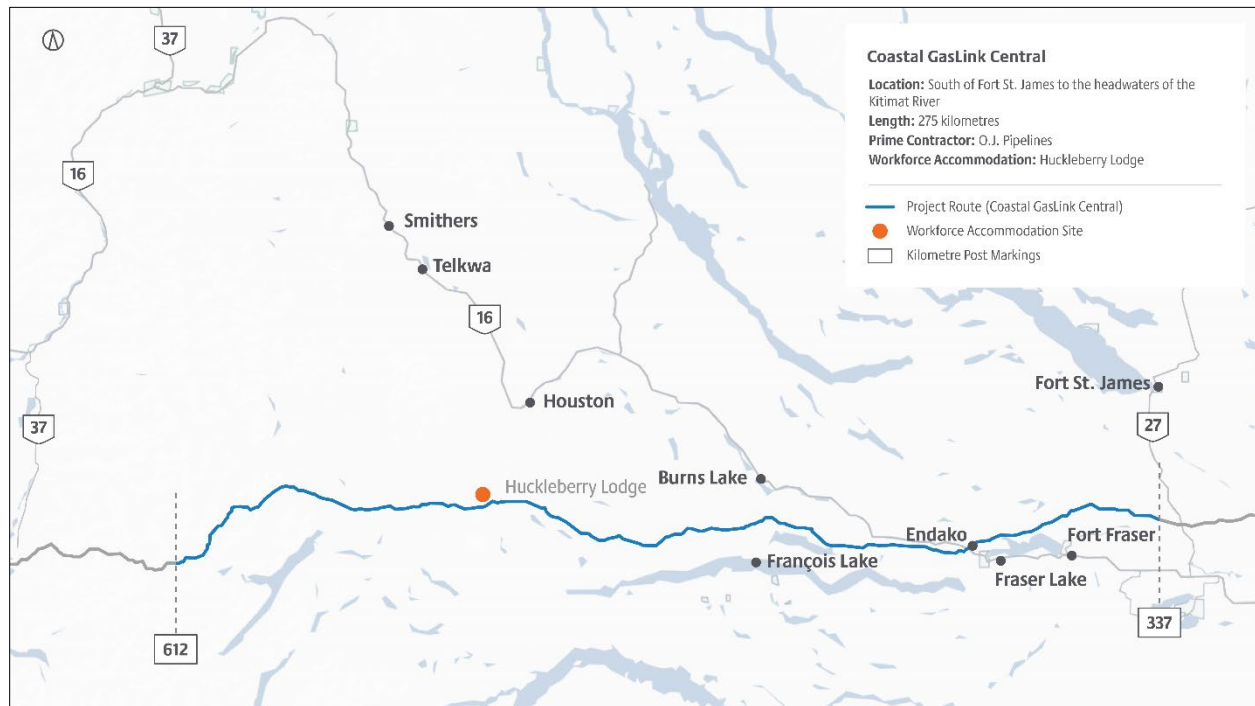 37
Coastal GasLink Central
Location: South of Fort St. James to the headwaters of the
Kitimat River
Length: 275 kilometres
Prime Contractor: O.J. Pipelines
Workforce Accommodation: Huckleberry Lodge
Project Route (Coastal GasLink Central)
Workforce Accommodation Site
Kilometre Post Markings
16
Smithers
Telkwa
16
Fort St. James
Houston
37
27
Burns Lake
Huckleberry Lodge
Endako
Fort Fraser
François Lake
Fraser Lake
612
337